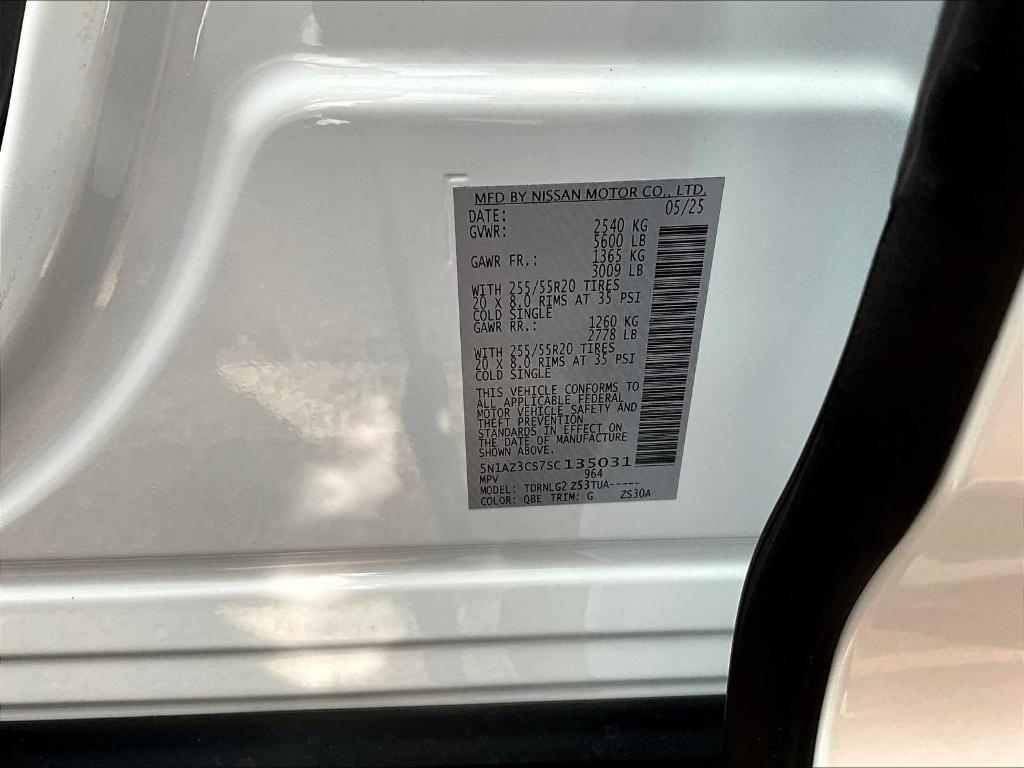 MFD BY NISSAN MOTOR CO., LTD.
DATE: 05/25
GVWR: 2540 KG
5600 LB
GAWR FR.: 1365 KG
3009 LB
WITH 255/55R20 TIRES
20 X 8.0 RIMS AT 35 PSI
COLD SINGLE
GAWR RR.: 1260 KG
2778 LB
WITH 255/55R20 TIRES
20 X 8.0 RIMS AT 35 PSI
COLD SINGLE
THIS VEHICLE CONFORMS TO
ALL APPLICABLE FEDERAL
MOTOR VEHICLE SAFETY AND
THEFT PREVENTION
STANDARDS IN EFFECT ON
THE DATE OF MANUFACTURE
SHOWN ABOVE.
5N1AZ3CS7SC135031
MPV 964
MODEL: TDRNLG2 Z53TUA-----
COLOR: QBE TRIM: G ZS30A